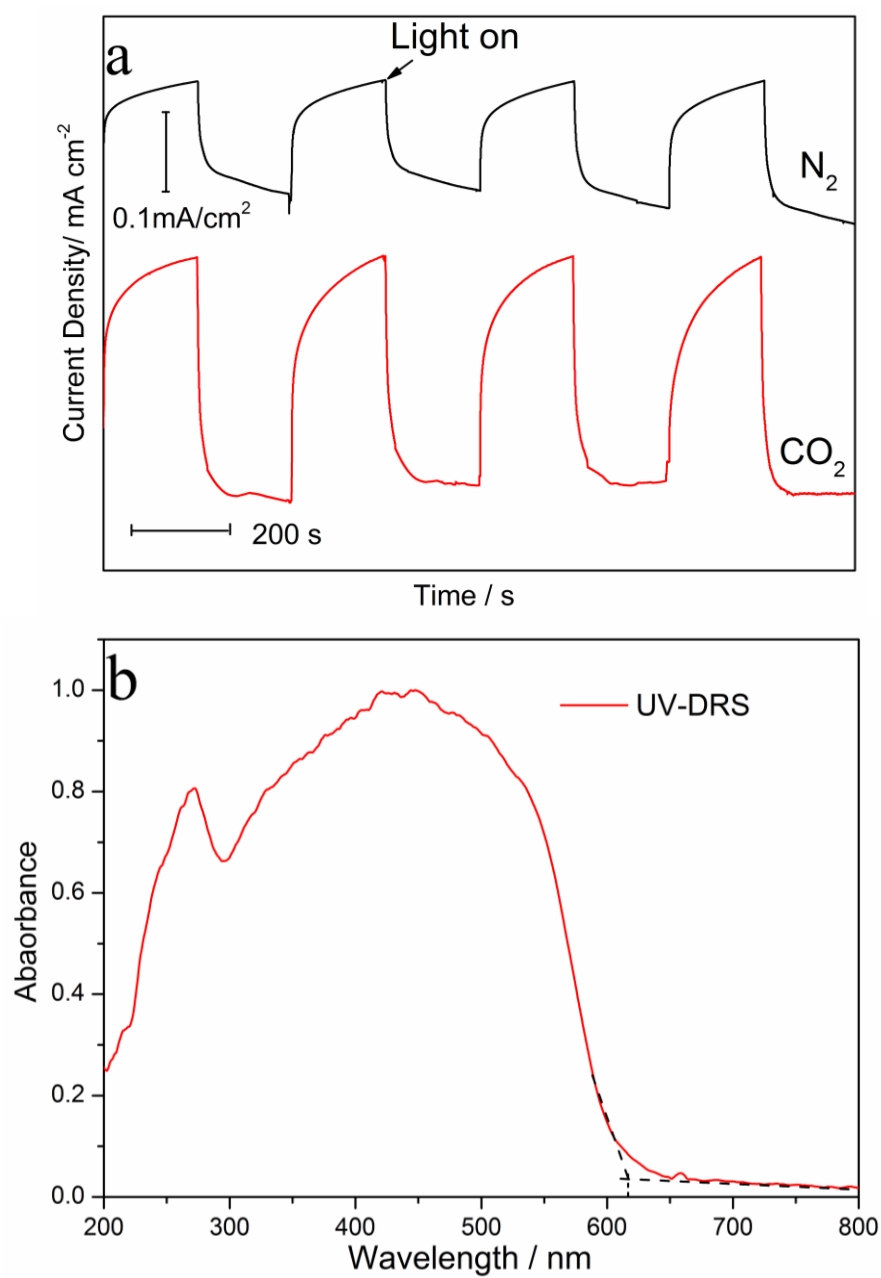 a
Light on
N2
0.1mA/cm2
CO2
200 s
Current Density/ mA cm-2
Time / s
b
UV-DRS
1.0
0.8
0.6
0.4
0.2
0.0
Abaorbance
200 300 400 500 600 700 800
Wavelength / nm